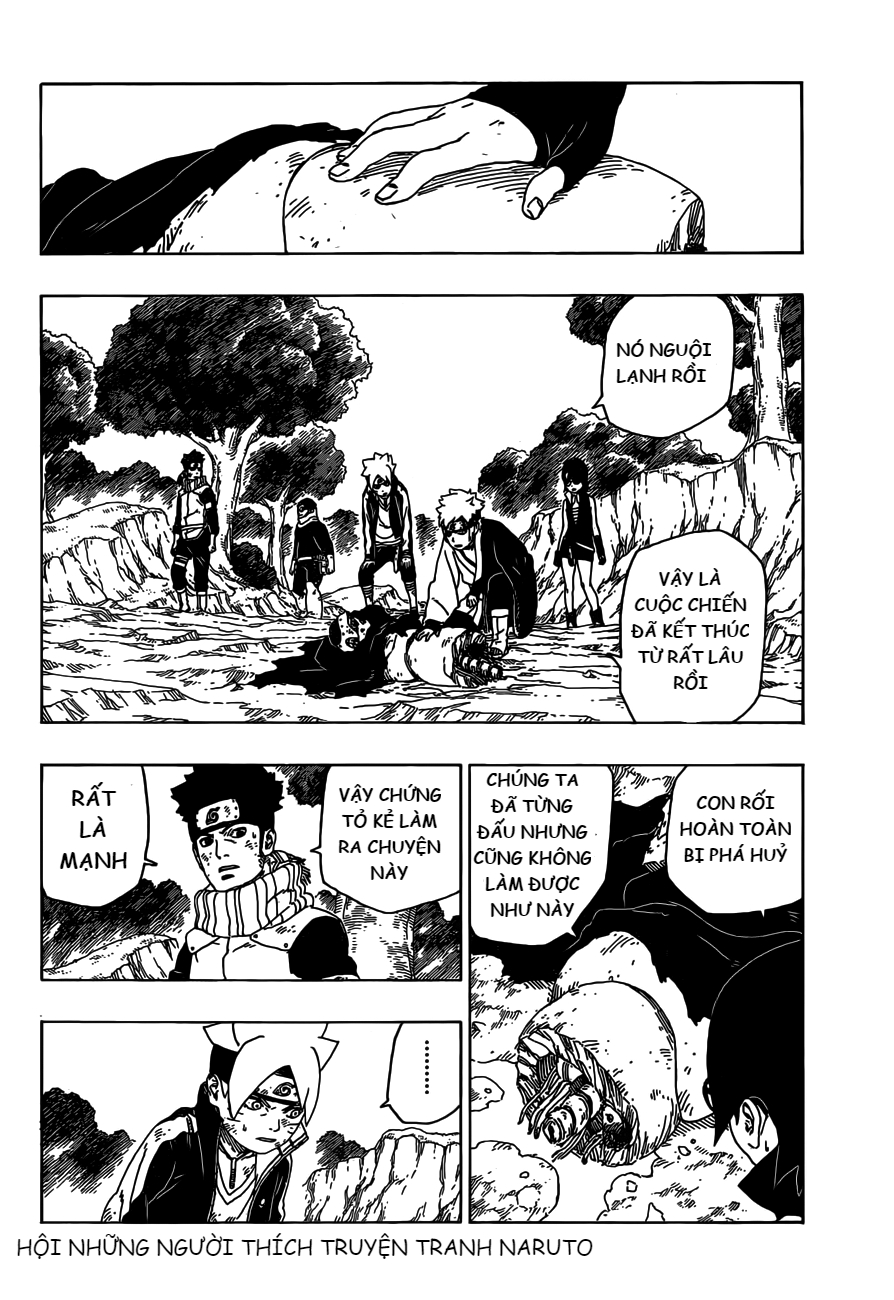 NÓ NGUỘI
LẠNH RỒI
VẬY LÀ
CUỘC CHIẾN
ĐÃ KẾT THÚC
TỪ RẤT LÂU
RỒI
CON RỐI
HOÀN TOÀN
BỊ PHÁ HUỶ
CHÚNG TA
ĐÃ TỪNG
ĐẤU NHƯNG
CŨNG KHÔNG
LÀM ĐƯỢC
NHƯ NÀY
VẬY CHỨNG
TỎ KẺ LÀM
RA CHUYỆN
NÀY
RẤT
LÀ
MẠNH
........
HỘI NHỮNG NGƯỜI THÍCH TRUYỆN TRANH NARUTO